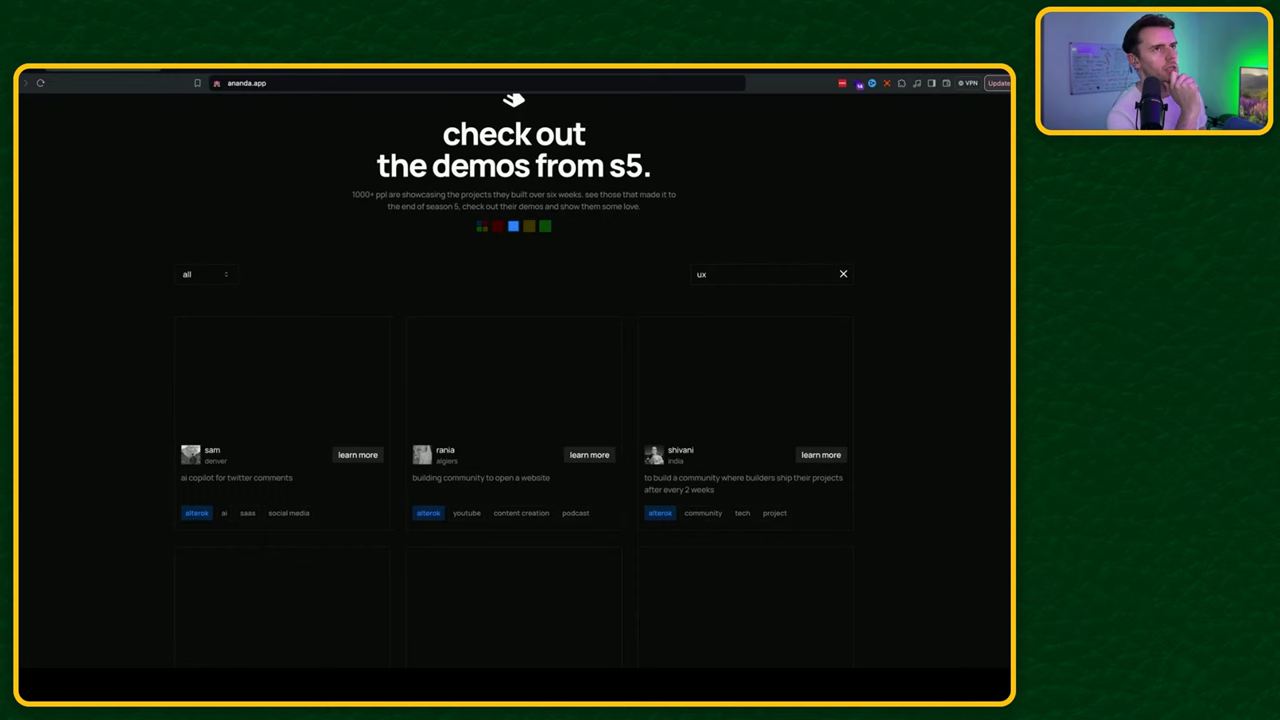 ananda.app
VPN
Update
check out
the demos from s5.
1000+ ppl are showcasing the projects they built over six weeks. see those that made it to
the end of season 5, check out their demos and show them some love.
all
ux
sam
denver
learn more
ai copilot for twitter comments
alterok ai saas social media
rania
algiers
learn more
building community to open a website
alterok youtube content creation podcast
shivani
india
learn more
to build a community where builders ship their projects
after every 2 weeks
alterok community tech project